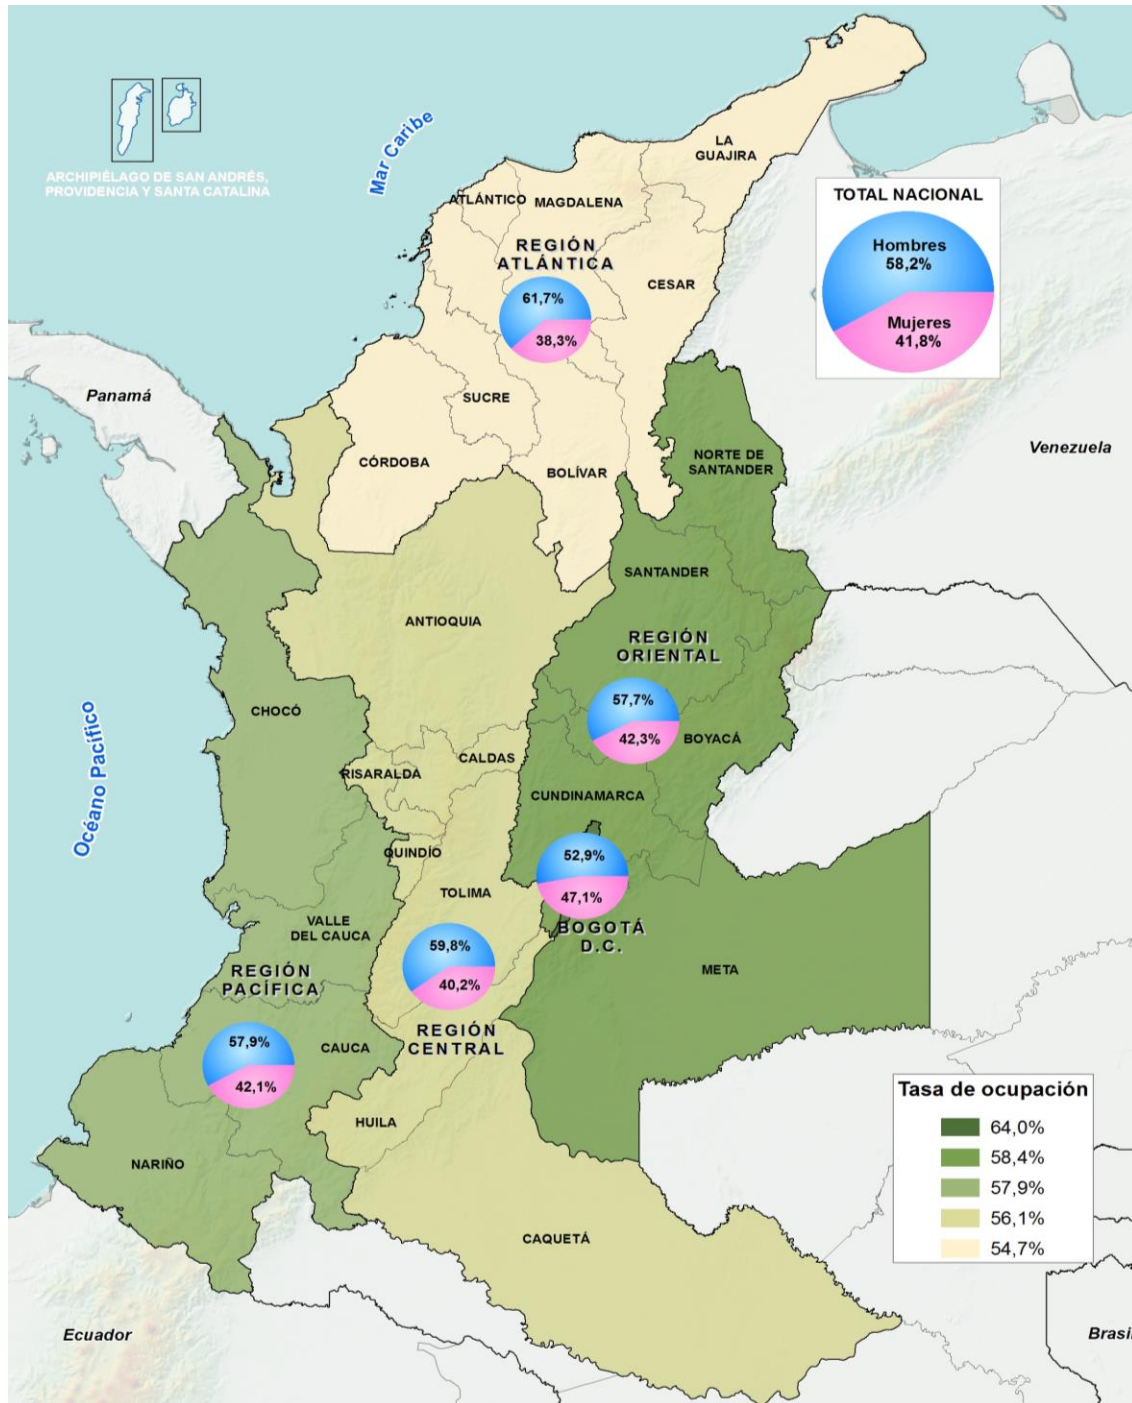 ARCHIPIÉLAGO DE SAN ANDRÉS,
PROVIDENCIA Y SANTA CATALINA
Mar Caribe
LA
GUAJIRA
ATLÁNTICO
MAGDALENA
REGIÓN
ATLÁNTICA
61,7%
38,3%
CESAR
TOTAL NACIONAL
Hombres
58,2%
Mujeres
41,8%
Panamá
SUCRE
CÓRDOBA
BOLÍVAR
NORTE DE
SANTANDER
Venezuela
SANTANDER
ANTIOQUIA
REGIÓN
ORIENTAL
57,7%
42,3%
BOYACÁ
CHOCÓ
Océano Pacífico
CALDAS
RISARALDA
CUNDINAMARCA
QUINDÍO
52,9%
47,1%
BOGOTÁ
D.C.
TOLIMA
VALLE
DEL CAUCA
59,8%
40,2%
REGIÓN
CENTRAL
META
REGIÓN
PACÍFICA
57,9%
42,1%
CAUCA
HUILA
NARIÑO
CAQUETÁ
Tasa de ocupación
64,0%
58,4%
57,9%
56,1%
54,7%
Ecuador
Brasil